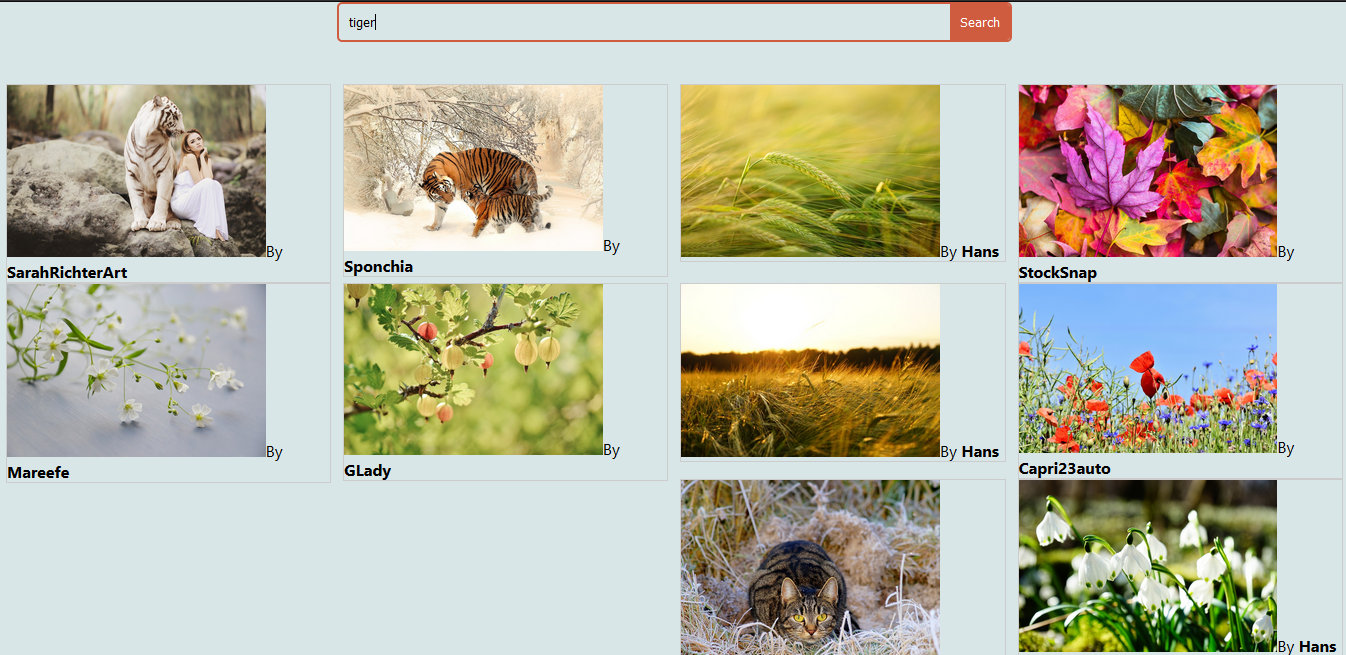 tiger
Search
By
SarahRichterArt
By
Sponchia
By Hans
By
StockSnap
By
Mareefe
By
GLady
By Hans
By
Capri23auto
By Hans